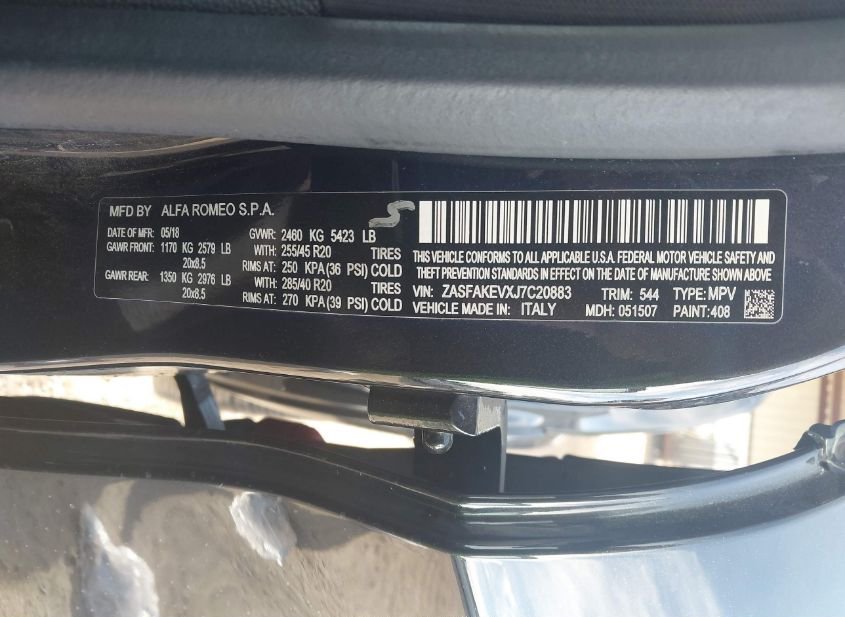 MFD BY ALFA ROMEO S.P.A.
DATE OF MFR: 05/18 GVWR: 2460 KG 5423 LB
GAWR FRONT: 1170 KG 2579 LB WITH: 255/45 R20 TIRES
20x8.5 RIMS AT: 250 KPA(36 PSI) COLD
GAWR REAR: 1350 KG 2976 LB WITH: 285/40 R20 TIRES
20x8.5 RIMS AT: 270 KPA(39 PSI) COLD
S
THIS VEHICLE CONFORMS TO ALL APPLICABLE U.S.A. FEDERAL MOTOR VEHICLE SAFETY AND
THEFT PREVENTION STANDARDS IN EFFECT ON THE DATE OF MANUFACTURE SHOWN ABOVE.
VIN: ZASFAKEVXJ7C20883 TRIM: 544 TYPE: MPV
VEHICLE MADE IN: ITALY MDH: 051507 PAINT: 408